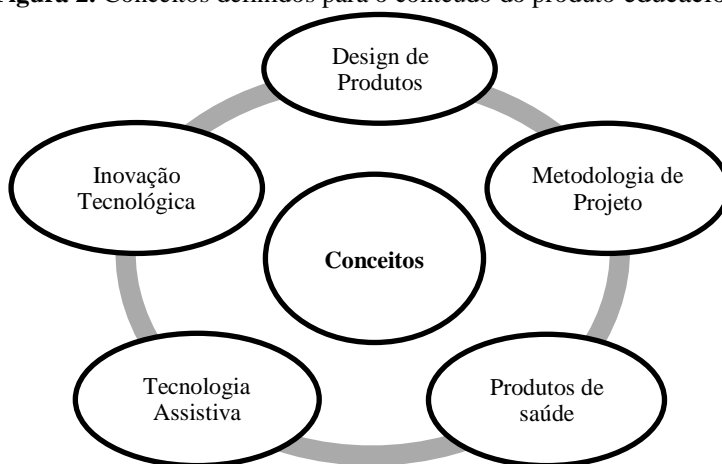 Figura 2. Conceitos definidos para o conteúdo do produto educacio
Design de
Produtos
Inovação
Tecnológica
Metodologia de
Projeto
Conceitos
Tecnologia
Assistiva
Produtos de
saúde